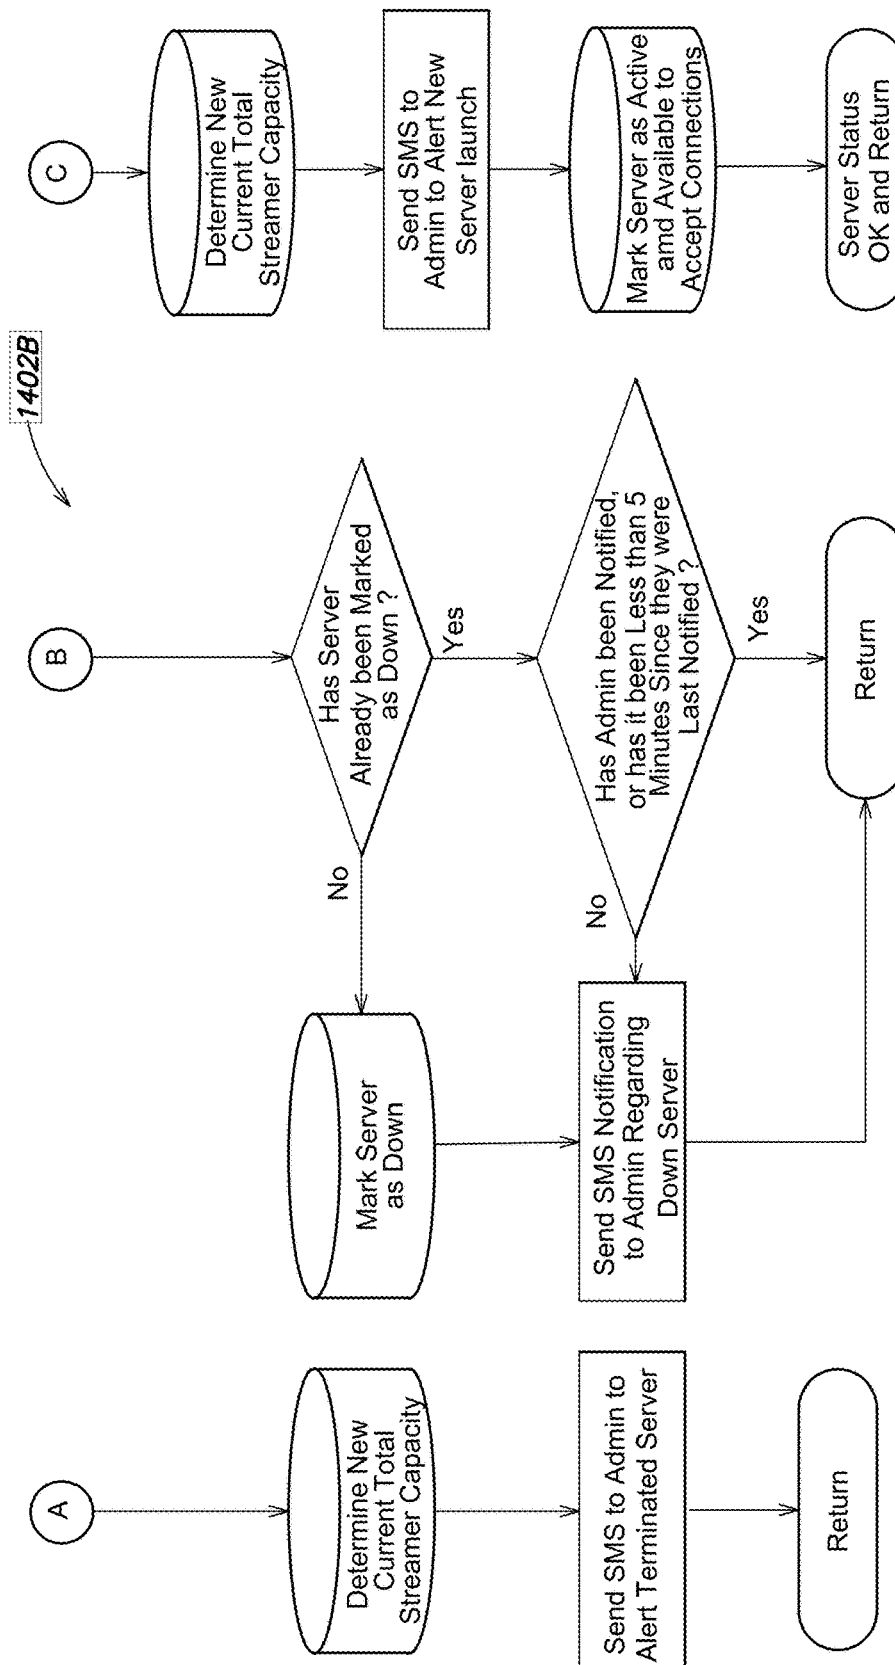 1402B
A
Determine New
Current Total
Streamer Capacity
Send SMS to Admin to
Alert Terminated Server
Return
B
Has Server
Already been Marked
as Down ?
No
Yes
Mark Server
as Down
Has Admin been Notified,
or has it been Less than 5
Minutes Since they were
Last Notified ?
No
Yes
Send SMS Notification
to Admin Regarding
Down Server
Return
C
Determine New
Current Total
Streamer Capacity
Send SMS to
Admin to Alert New
Server launch
Mark Server as Active
amd Available to
Accept Connections
Server Status
OK and Return